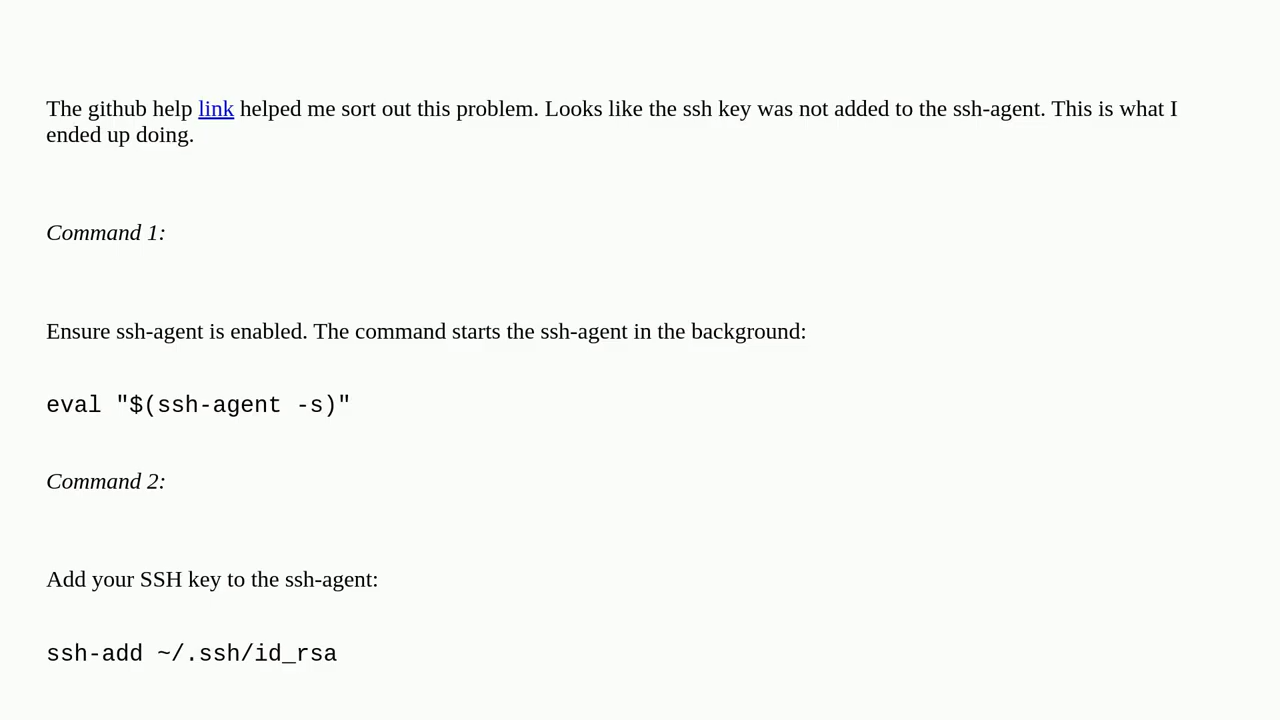 The github help link helped me sort out this problem. Looks like the ssh key was not added to the ssh-agent. This is what I
ended up doing.
Command 1:
Ensure ssh-agent is enabled. The command starts the ssh-agent in the background:
eval "$(ssh-agent -s)"
Command 2:
Add your SSH key to the ssh-agent:
ssh-add ~/.ssh/id_rsa